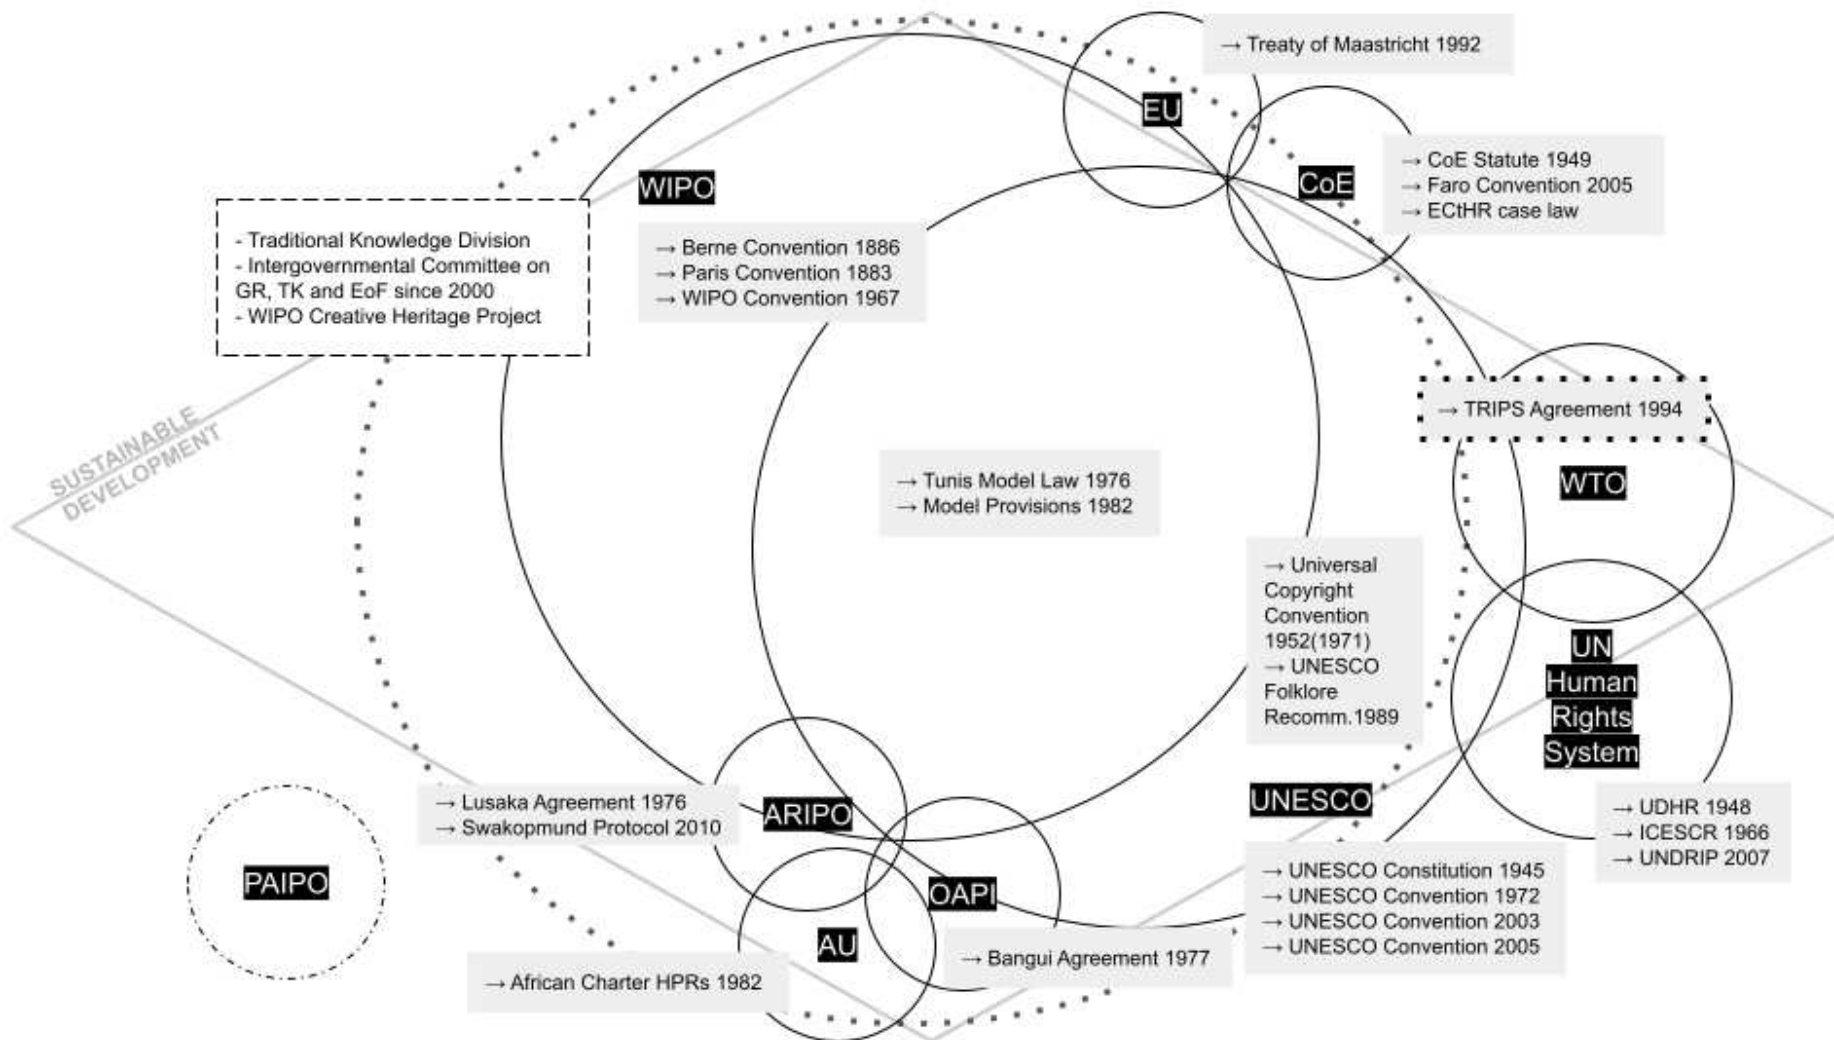 → Treaty of Maastricht 1992
EU
→ CoE Statute 1949
→ Faro Convention 2005
→ ECtHR case law
CoE
WIPO
- Traditional Knowledge Division
- Intergovernmental Committee on
GR, TK and EoF since 2000
- WIPO Creative Heritage Project
→ Berne Convention 1886
→ Paris Convention 1883
→ WIPO Convention 1967
SUSTAINABLE
DEVELOPMENT
→ TRIPS Agreement 1994
WTO
→ Tunis Model Law 1976
→ Model Provisions 1982
→ Universal
Copyright
Convention
1952(1971)
→ UNESCO
Folklore
Recomm.1989
UN
Human
Rights
System
→ UDHR 1948
→ ICESCR 1966
→ UNDRIP 2007
UNESCO
→ UNESCO Constitution 1945
→ UNESCO Convention 1972
→ UNESCO Convention 2003
→ UNESCO Convention 2005
→ Lusaka Agreement 1976
→ Swakopmund Protocol 2010
ARIPO
PAIPO
OAPI
AU
→ Bangui Agreement 1977
→ African Charter HPRs 1982